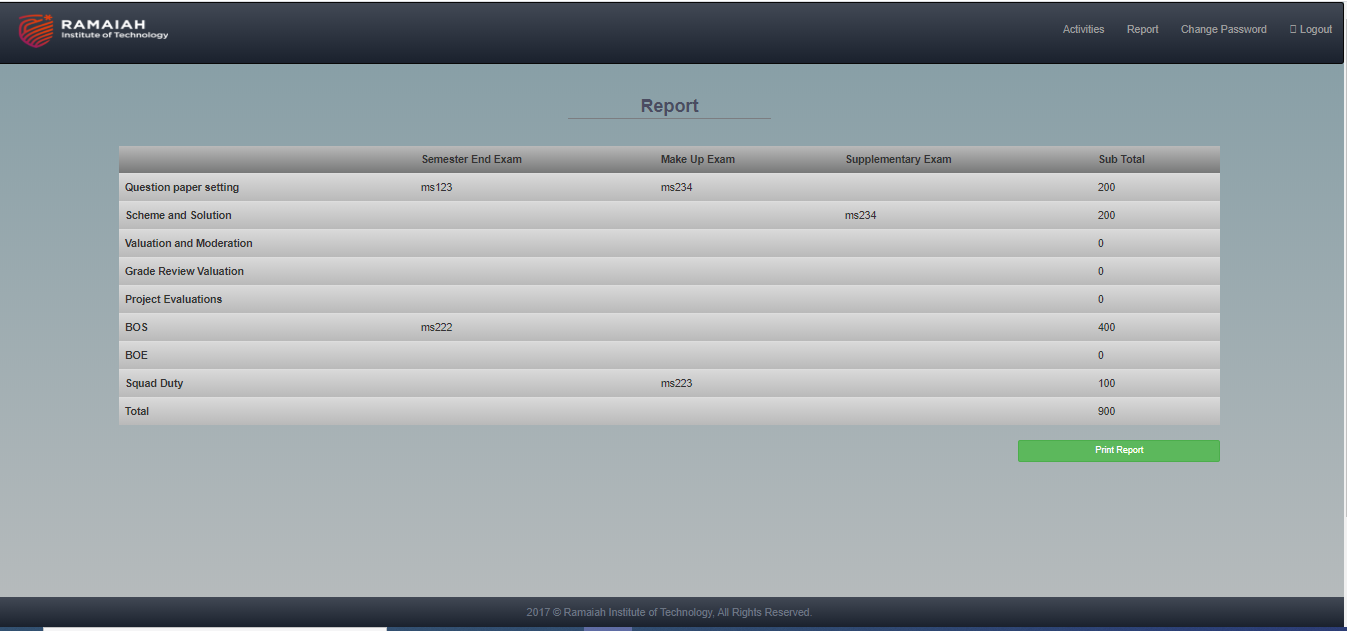 RAMAIAH
Institute of Technology
Activities Report Change Password Logout
Report
Semester End Exam Make Up Exam Supplementary Exam Sub Total
Question paper setting ms123 ms234 200
Scheme and Solution ms234 200
Valuation and Moderation 0
Grade Review Valuation 0
Project Evaluations 0
BOS ms222 400
BOE 0
Squad Duty ms223 100
Total 900
Print Report
2017 © Ramaiah Institute of Technology, All Rights Reserved.